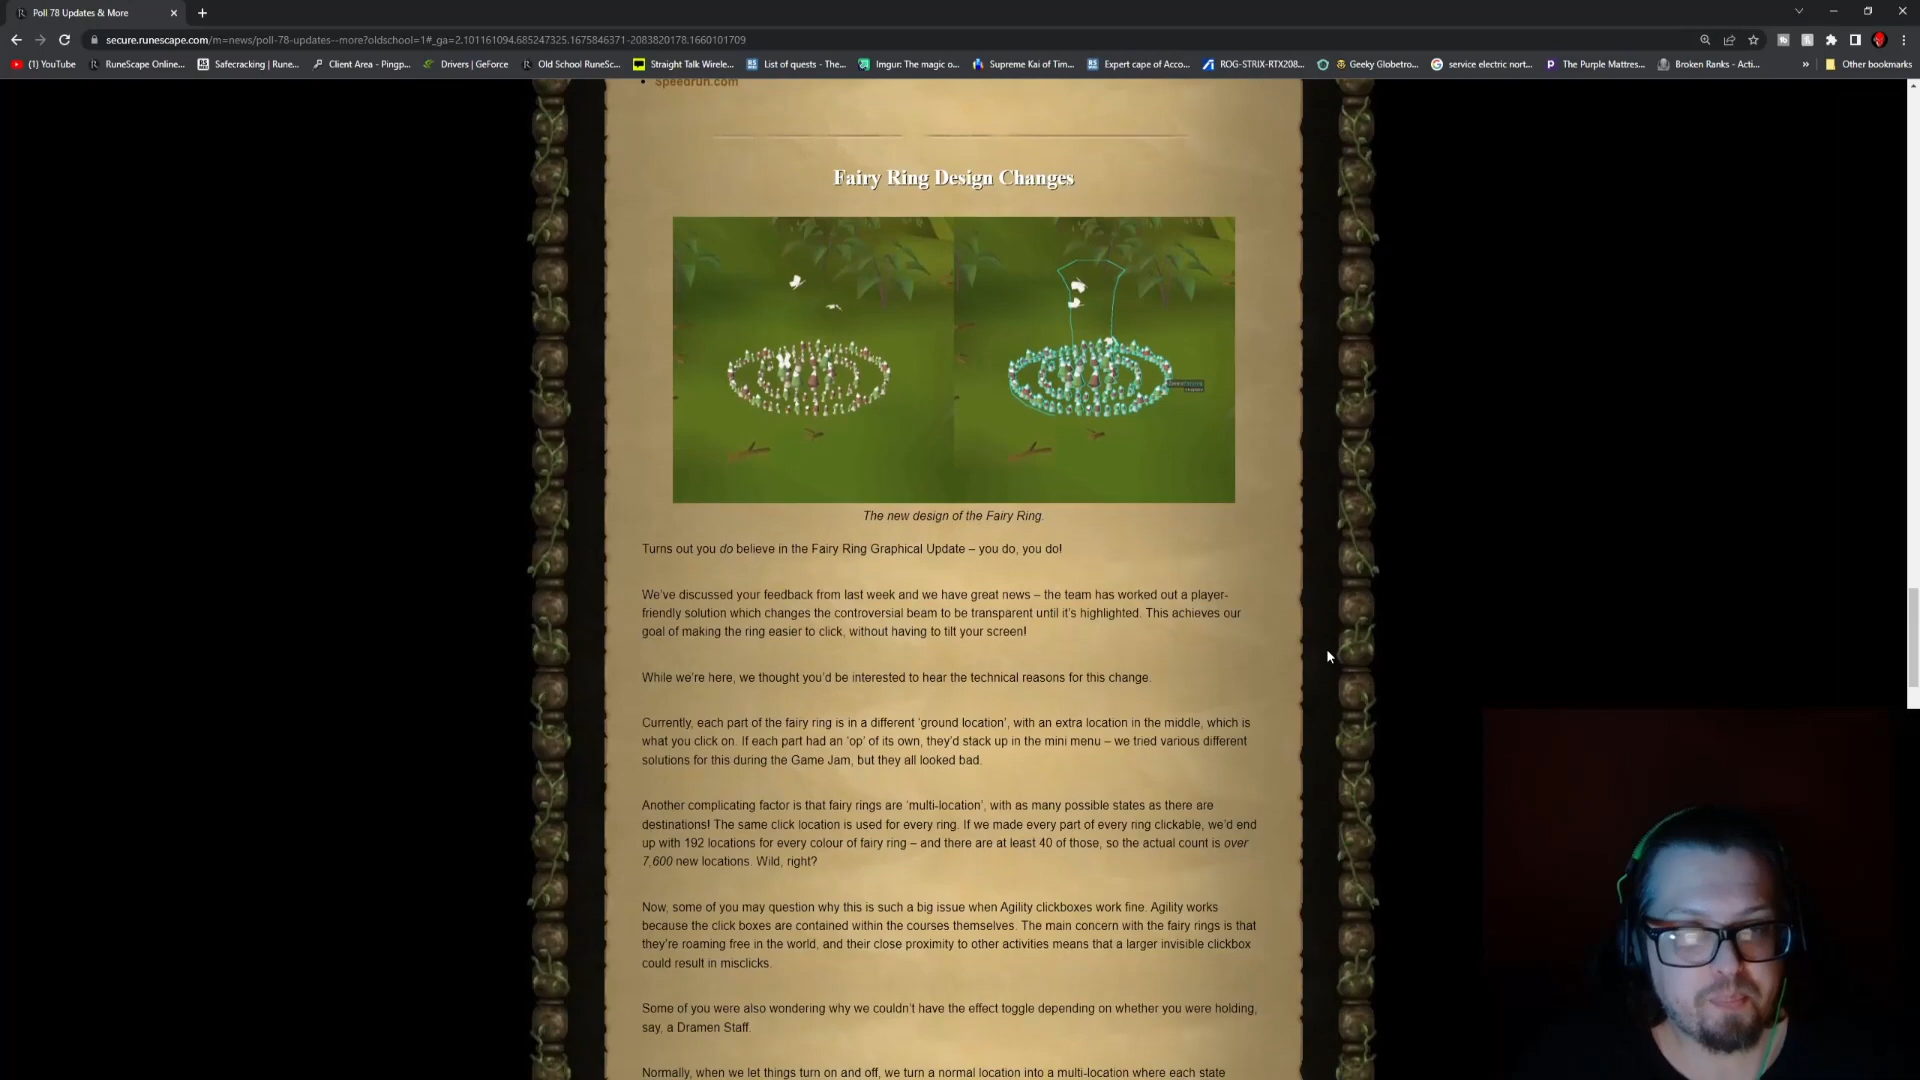 Poll 78 Updates & More
secure.runescape.com/m=news/poll-78-updates--more?oldschool=1#_ga=2.101161094.685247325.1675846371-2083820178.1660101709
(1) YouTube
RuneScape Online...
Safecracking | Rune...
Client Area - Pingp...
Drivers | GeForce
Old School RuneSc...
Straight Talk Wirele...
List of quests - The...
Imgur: The magic o...
Supreme Kai of Tim...
Expert cape of Acco...
ROG-STRIX-RTX208...
Geeky Globetro...
service electric nort...
The Purple Mattres...
Broken Ranks - Acti...
»
Other bookmarks
Speedrun.com
Fairy Ring Design Changes
The new design of the Fairy Ring.
Turns out you do believe in the Fairy Ring Graphical Update – you do, you do!
We've discussed your feedback from last week and we have great news – the team has worked out a player-
friendly solution which changes the controversial beam to be transparent until it's highlighted. This achieves our
goal of making the ring easier to click, without having to tilt your screen!
While we're here, we thought you'd be interested to hear the technical reasons for this change.
Currently, each part of the fairy ring is in a different 'ground location', with an extra location in the middle, which is
what you click on. If each part had an 'op' of its own, they'd stack up in the mini menu – we tried various different
solutions for this during the Game Jam, but they all looked bad.
Another complicating factor is that fairy rings are 'multi-location', with as many possible states as there are
destinations! The same click location is used for every ring. If we made every part of every ring clickable, we'd end
up with 192 locations for every colour of fairy ring – and there are at least 40 of those, so the actual count is over
7,600 new locations. Wild, right?
Now, some of you may question why this is such a big issue when Agility clickboxes work fine. Agility works
because the click boxes are contained within the courses themselves. The main concern with the fairy rings is that
they're roaming free in the world, and their close proximity to other activities means that a larger invisible clickbox
could result in misclicks.
Some of you were also wondering why we couldn't have the effect toggle depending on whether you were holding,
say, a Dramen Staff.
Normally, when we let things turn on and off, we turn a normal location into a multi-location where each state